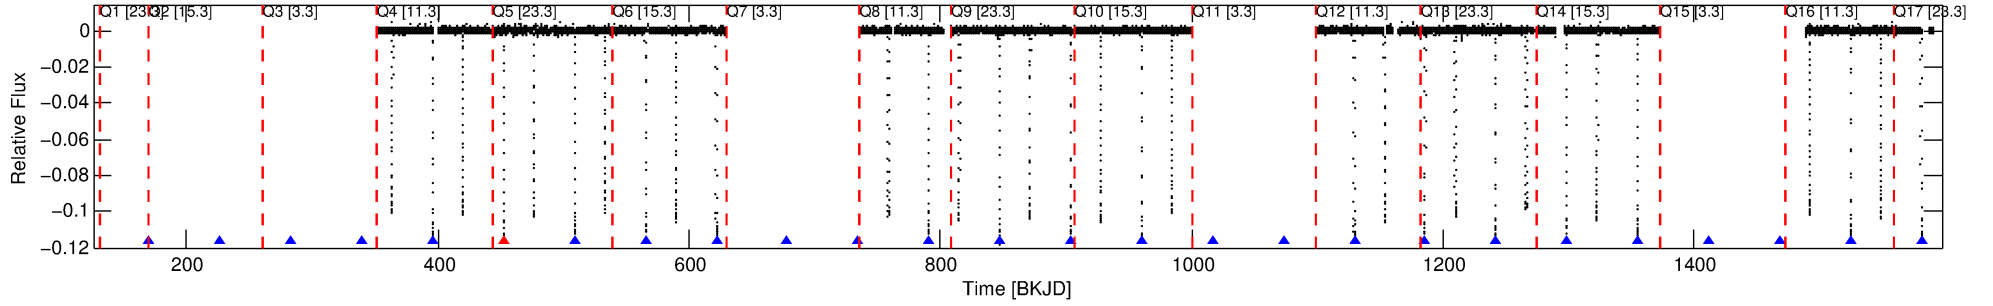 Q1 [23.3] Q2 [15.3] Q3 [3.3] Q4 [11.3] Q5 [23.3] Q6 [15.3] Q7 [3.3] Q8 [11.3] Q9 [23.3] Q10 [15.3] Q11 [3.3] Q12 [11.3] Q13 [23.3] Q14 [15.3] Q15 [3.3] Q16 [11.3] Q17 [23.3]
0
−0.02
−0.04
−0.06
−0.08
−0.1
−0.12
Relative Flux
200 400 600 800 1000 1200 1400
Time [BKJD]